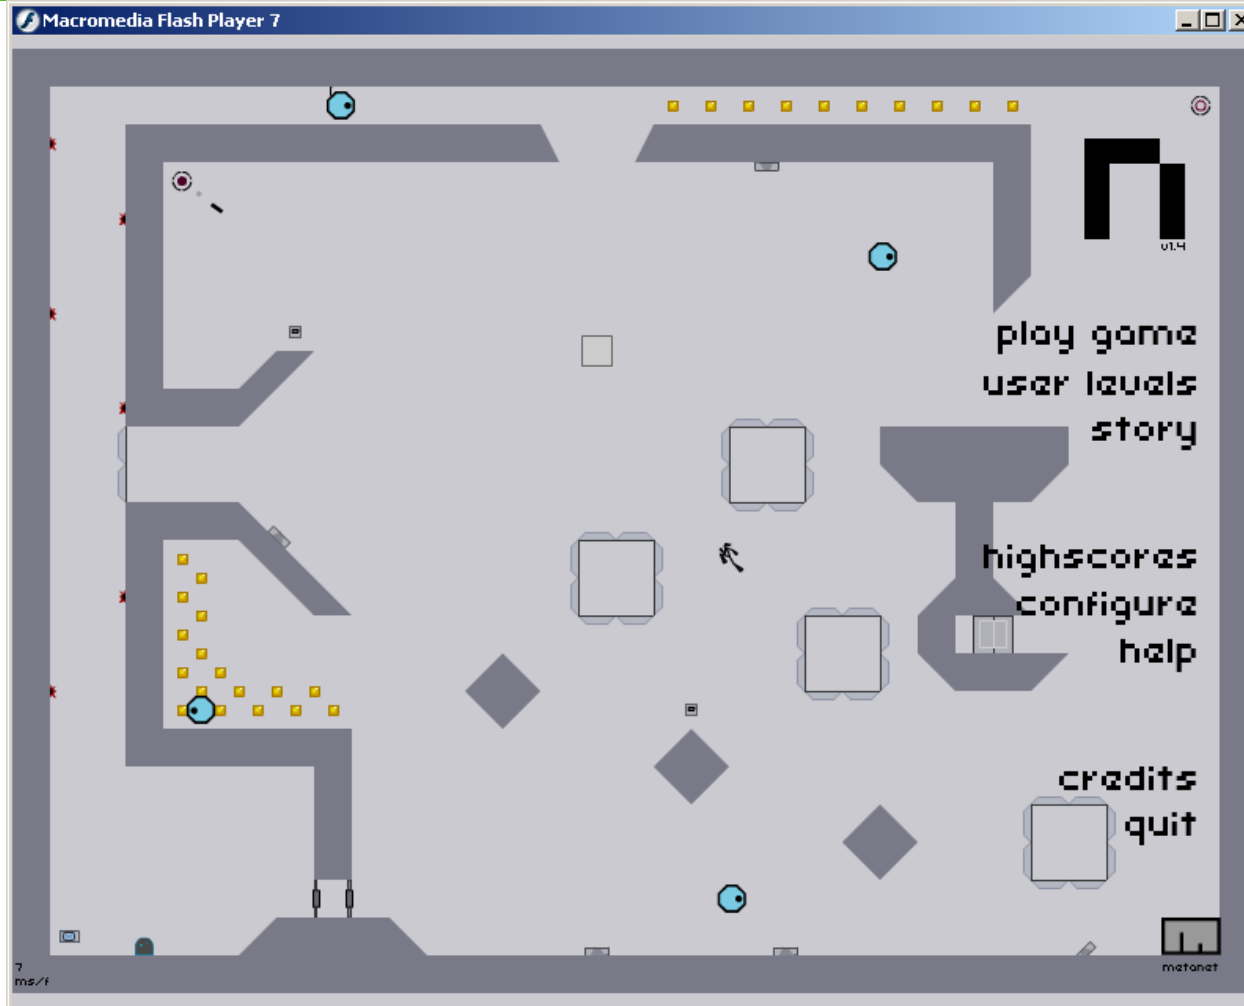 Macromedia Flash Player 7
n
v1.4
play game
user levels
story
highscores
configure
help
credits
quit
metanet
7
ms/f